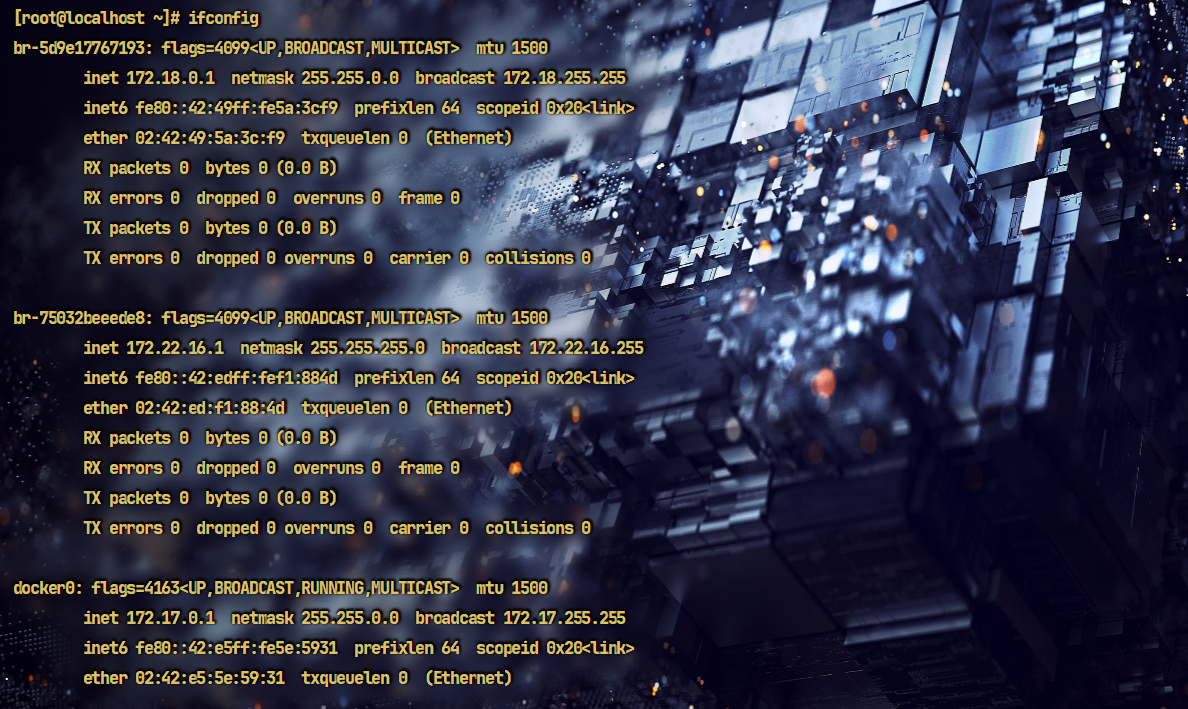 [root@localhost ~]# ifconfig
br-5d9e17767193: flags=4099<UP,BROADCAST,MULTICAST>  mtu 1500
        inet 172.18.0.1  netmask 255.255.0.0  broadcast 172.18.255.255
        inet6 fe80::42:49ff:fe5a:3cf9  prefixlen 64  scopeid 0x20<link>
        ether 02:42:49:5a:3c:f9  txqueuelen 0  (Ethernet)
        RX packets 0  bytes 0 (0.0 B)
        RX errors 0  dropped 0  overruns 0  frame 0
        TX packets 0  bytes 0 (0.0 B)
        TX errors 0  dropped 0 overruns 0  carrier 0  collisions 0

br-75032beeede8: flags=4099<UP,BROADCAST,MULTICAST>  mtu 1500
        inet 172.22.16.1  netmask 255.255.255.0  broadcast 172.22.16.255
        inet6 fe80::42:edff:fef1:884d  prefixlen 64  scopeid 0x20<link>
        ether 02:42:ed:f1:88:4d  txqueuelen 0  (Ethernet)
        RX packets 0  bytes 0 (0.0 B)
        RX errors 0  dropped 0  overruns 0  frame 0
        TX packets 0  bytes 0 (0.0 B)
        TX errors 0  dropped 0 overruns 0  carrier 0  collisions 0

docker0: flags=4163<UP,BROADCAST,RUNNING,MULTICAST>  mtu 1500
        inet 172.17.0.1  netmask 255.255.0.0  broadcast 172.17.255.255
        inet6 fe80::42:e5ff:fe5e:5931  prefixlen 64  scopeid 0x20<link>
        ether 02:42:e5:5e:59:31  txqueuelen 0  (Ethernet)